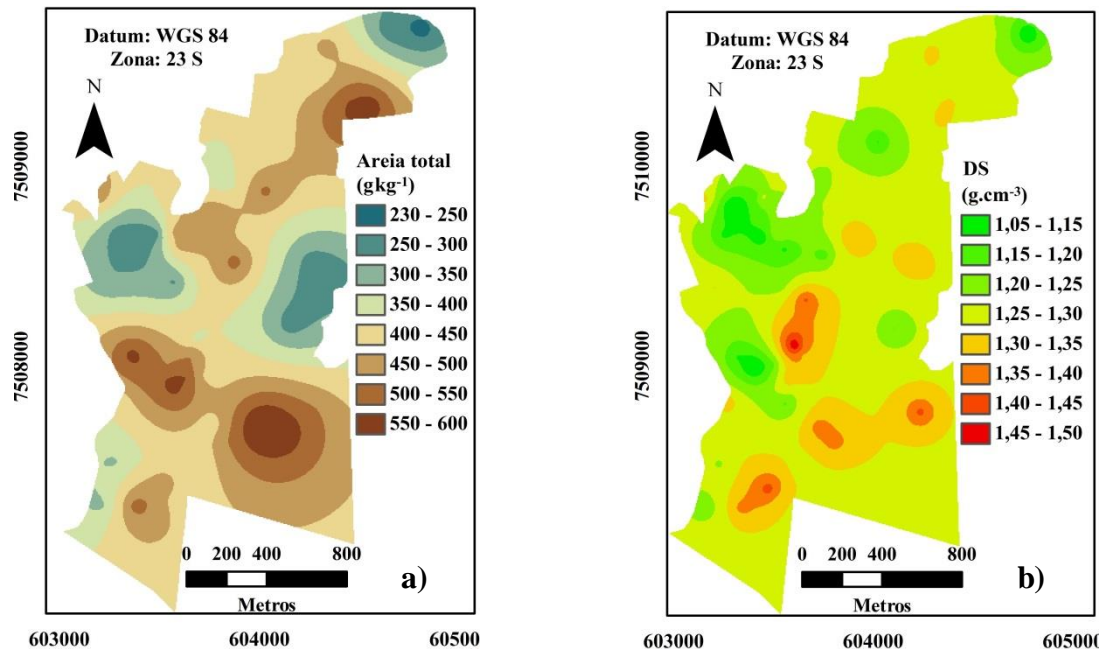 Datum: WGS 84
Zona: 23 S
N
7509000
7508000
Areia total
(gkg⁻¹)
230 - 250
250 - 300
300 - 350
350 - 400
400 - 450
450 - 500
500 - 550
550 - 600
0 200 400 800
Metros
a)
603000 604000 60500
Datum: WGS 84
Zona: 23 S
N
7510000
7509000
DS
(g.cm⁻³)
1,05 - 1,15
1,15 - 1,20
1,20 - 1,25
1,25 - 1,30
1,30 - 1,35
1,35 - 1,40
1,40 - 1,45
1,45 - 1,50
0 200 400 800
Metros
b)
603000 604000 605000